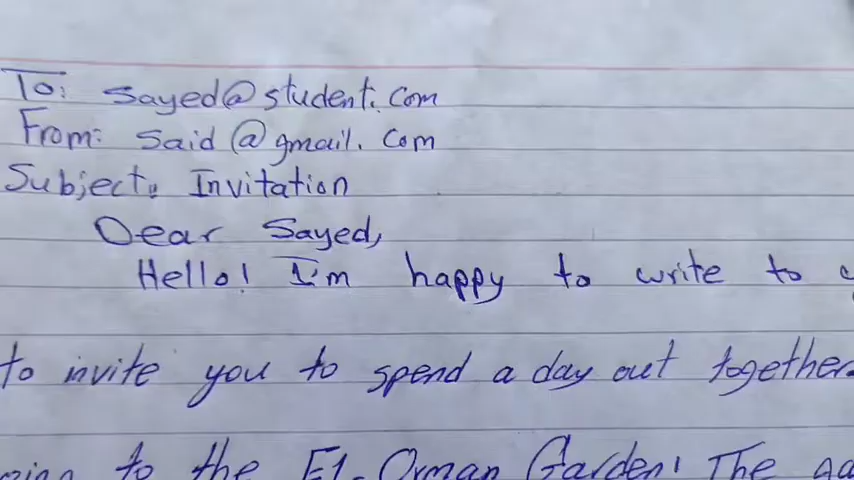 To: Sayed@student.com
From: Said@gmail.com
Subject: Invitation
Dear Sayed,
Hello! I'm happy to write to
to invite you to spend a day out together.
to the El-Orman Garden! The